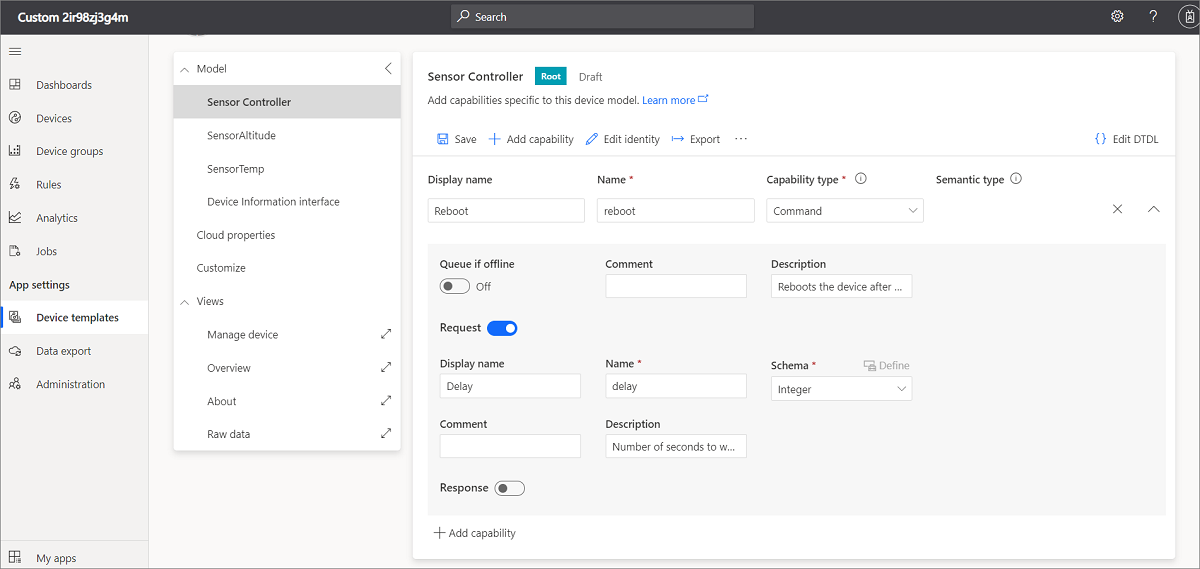 Custom 2ir98zj3g4m
Search
?
Dashboards
Devices
Device groups
Rules
Analytics
Jobs
App settings
Device templates
Data export
Administration
My apps
Model
Sensor Controller
SensorAltitude
SensorTemp
Device Information interface
Cloud properties
Customize
Views
Manage device
Overview
About
Raw data
Sensor Controller Root Draft
Add capabilities specific to this device model. Learn more
Save Add capability Edit identity Export ··· {} Edit DTDL
Display name Name * Capability type * Semantic type
Reboot reboot Command
Queue if offline Comment Description
Off Reboots the device after ...
Request
Display name Name * Schema * Define
Delay delay Integer
Comment Description
Number of seconds to w...
Response
Add capability